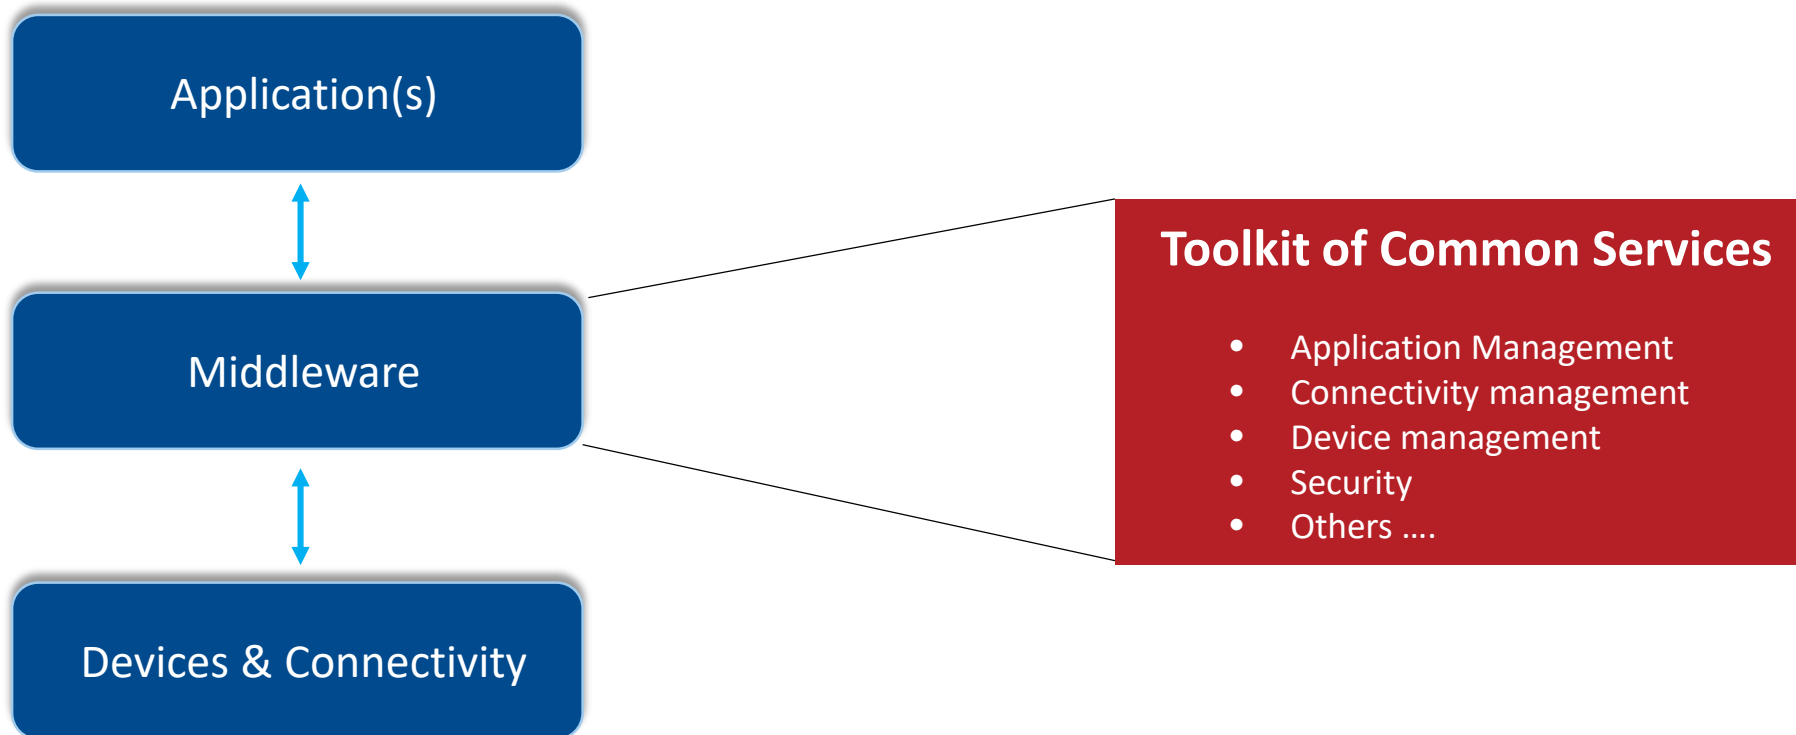 Application(s)
Middleware
Devices & Connectivity
Toolkit of Common Services
• Application Management
• Connectivity management
• Device management
• Security
• Others ....